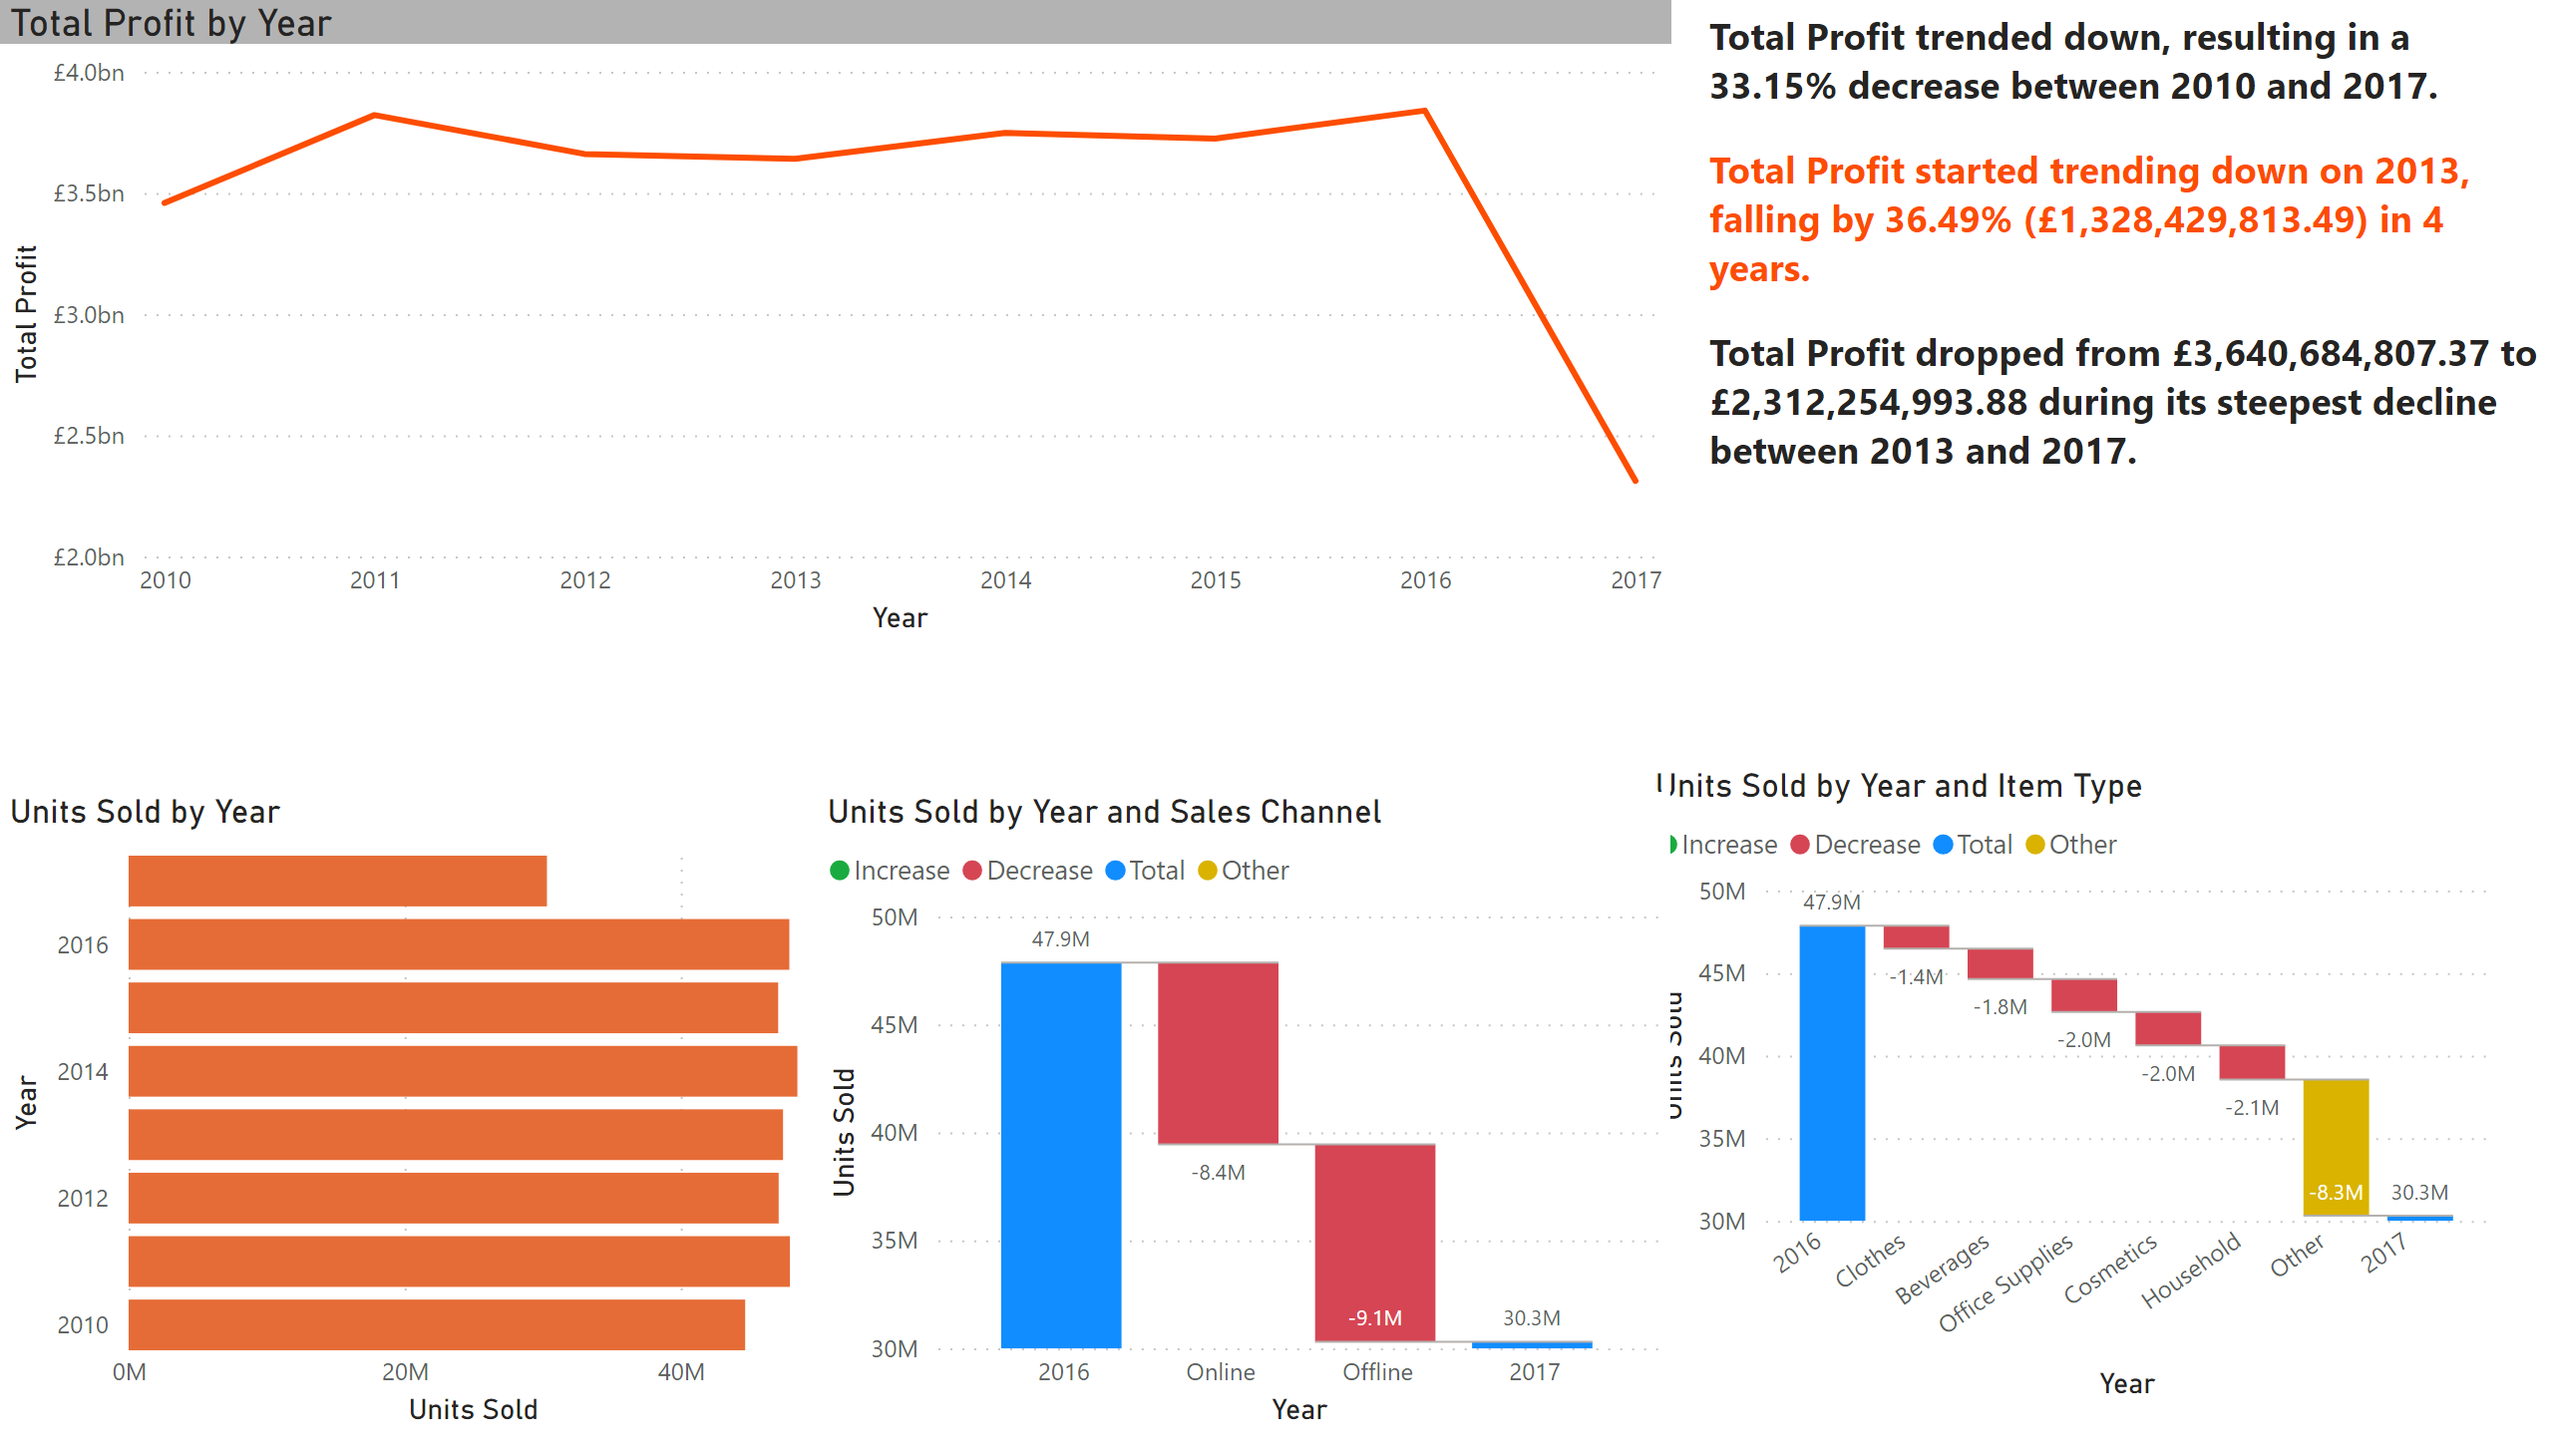 Total Profit by Year
£4.0bn
£3.5bn
£3.0bn
£2.5bn
£2.0bn
Total Profit
2010 2011 2012 2013 2014 2015 2016 2017
Year
Total Profit trended down, resulting in a
33.15% decrease between 2010 and 2017.
Total Profit started trending down on 2013,
falling by 36.49% (£1,328,429,813.49) in 4
years.
Total Profit dropped from £3,640,684,807.37 to
£2,312,254,993.88 during its steepest decline
between 2013 and 2017.
Units Sold by Year
2016
2014
2012
2010
Year
0M 20M 40M
Units Sold
Units Sold by Year and Sales Channel
Increase Decrease Total Other
50M
45M
40M
35M
30M
Units Sold
47.9M
-8.4M
-9.1M
30.3M
2016 Online Offline 2017
Year
Units Sold by Year and Item Type
Increase Decrease Total Other
50M
45M
40M
35M
30M
Units Sold
47.9M
-1.4M
-1.8M
-2.0M
-2.0M
-2.1M
-8.3M
30.3M
2016 Clothes Beverages Office Supplies Cosmetics Household Other 2017
Year